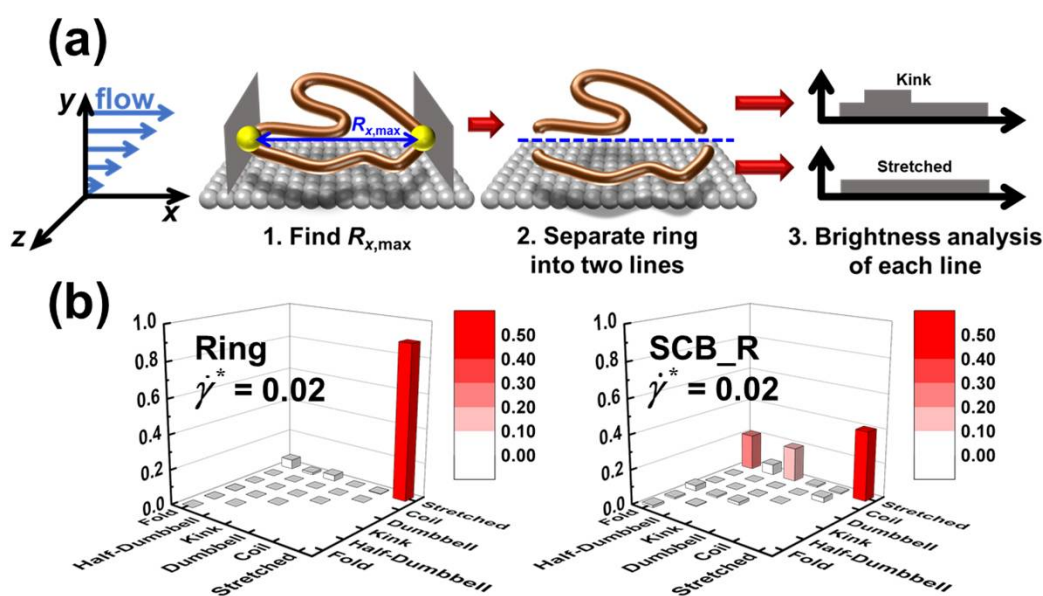 (a)
y
flow
x
z
Rx,max
1. Find Rx,max
2. Separate ring
into two lines
Kink
Stretched
3. Brightness analysis
of each line
(b)
1.0
0.8
0.6
0.4
0.2
0.0
Ring
γ̇* = 0.02
0.50
0.40
0.30
0.20
0.10
0.00
Fold
Half-Dumbbell
Kink
Dumbbell
Coil
Stretched
Stretched
Coil
Dumbbell
Kink
Half-Dumbbell
Fold
1.0
0.8
0.6
0.4
0.2
0.0
SCB_R
γ̇* = 0.02
0.50
0.40
0.30
0.20
0.10
0.00
Fold
Half-Dumbbell
Kink
Dumbbell
Coil
Stretched
Stretched
Coil
Dumbbell
Kink
Half-Dumbbell
Fold